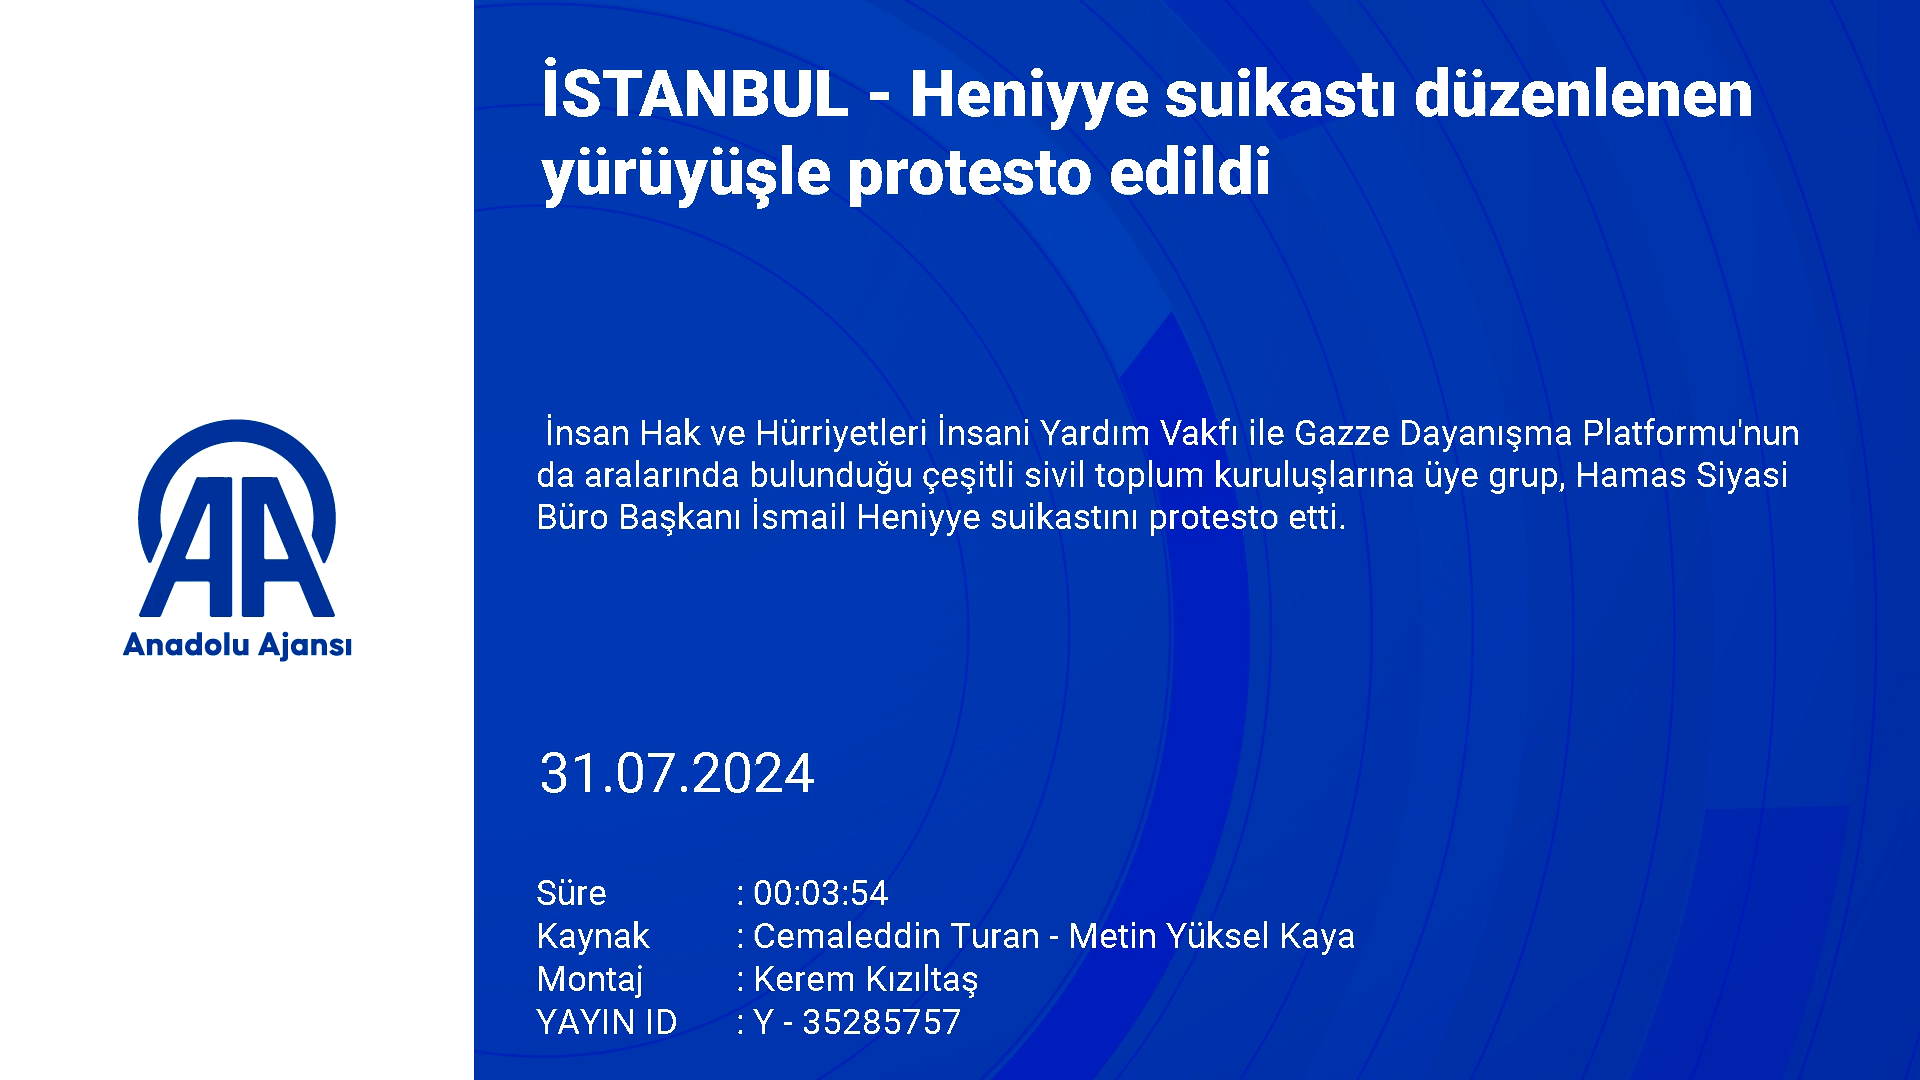 İSTANBUL - Heniyye suikastı düzenlenen
yürüyüşle protesto edildi
İnsan Hak ve Hürriyetleri İnsani Yardım Vakfı ile Gazze Dayanışma Platformu'nun
da aralarında bulunduğu çeşitli sivil toplum kuruluşlarına üye grup, Hamas Siyasi
Büro Başkanı İsmail Heniyye suikastını protesto etti.
AA
Anadolu Ajansı
31.07.2024
Süre : 00:03:54
Kaynak : Cemaleddin Turan - Metin Yüksel Kaya
Montaj : Kerem Kızıltaş
YAYIN ID : Y - 35285757